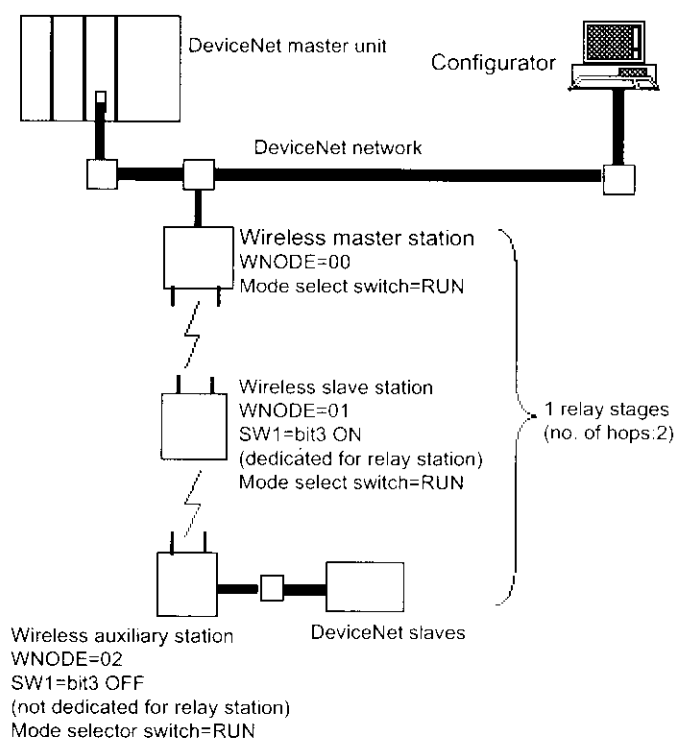 DeviceNet master unit
Configurator
DeviceNet network
Wireless master station
WNODE=00
Mode select switch=RUN
Wireless slave station
WNODE=01
SW1=bit3 ON
(dedicated for relay station)
Mode select switch=RUN
1 relay stages
(no. of hops:2)
DeviceNet slaves
Wireless auxiliary station
WNODE=02
SW1=bit3 OFF
(not dedicated for relay station)
Mode selector switch=RUN